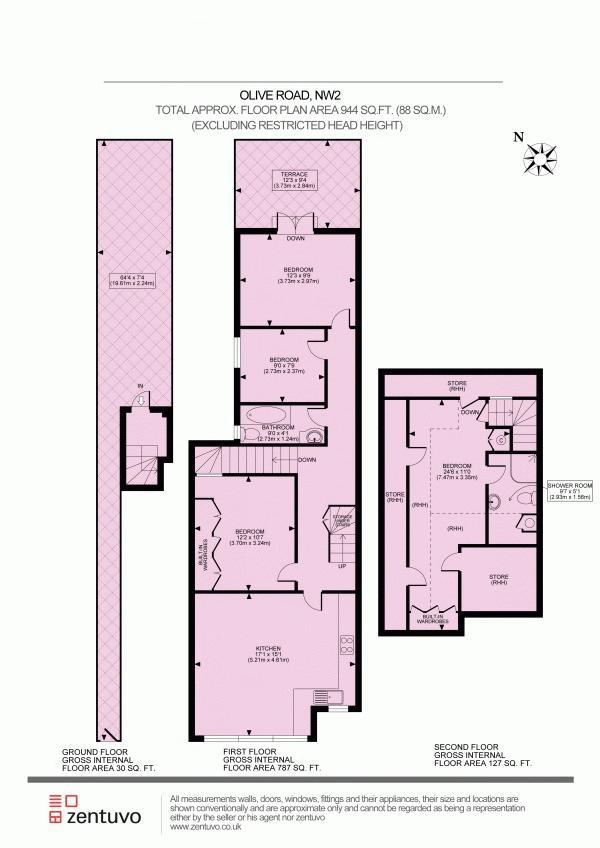 OLIVE ROAD, NW2
TOTAL APPROX. FLOOR PLAN AREA 944 SQ.FT. (88 SQ.M.)
(EXCLUDING RESTRICTED HEAD HEIGHT)
N
TERRACE
12'3 x 9'4
(3.73m x 2.84m)
DOWN
64'4 x 7'4
(19.61m x 2.24m)
IN
BEDROOM
12'3 x 9'9
(3.73m x 2.97m)
BEDROOM
9'0 x 7'9
(2.73m x 2.37m)
BATHROOM
9'0 x 4'1
(2.73m x 1.24m)
DOWN
BEDROOM
12'2 x 10'7
(3.70m x 3.24m)
BUILT-IN
WARDROBES
STORAGE
UNDER
STAIRS
UP
KITCHEN
17'1 x 15'1
(5.21m x 4.61m)
STORE
(RHH)
DOWN
C
BEDROOM
24'6 x 11'0
(7.47m x 3.35m)
STORE
(RHH)
(RHH)
(RHH)
SHOWER ROOM
9'7 x 5'1
(2.93m x 1.56m)
STORE
(RHH)
BUILT-IN
WARDROBES
GROUND FLOOR
GROSS INTERNAL
FLOOR AREA 30 SQ. FT.
FIRST FLOOR
GROSS INTERNAL
FLOOR AREA 787 SQ. FT.
SECOND FLOOR
GROSS INTERNAL
FLOOR AREA 127 SQ. FT.
zentuvo
All measurements walls, doors, windows, fittings and their appliances, their size and locations are
shown conventionally and are approximate only and cannot be regarded as being a representation
either by the seller or his agent nor zentuvo
www.zentuvo.co.uk